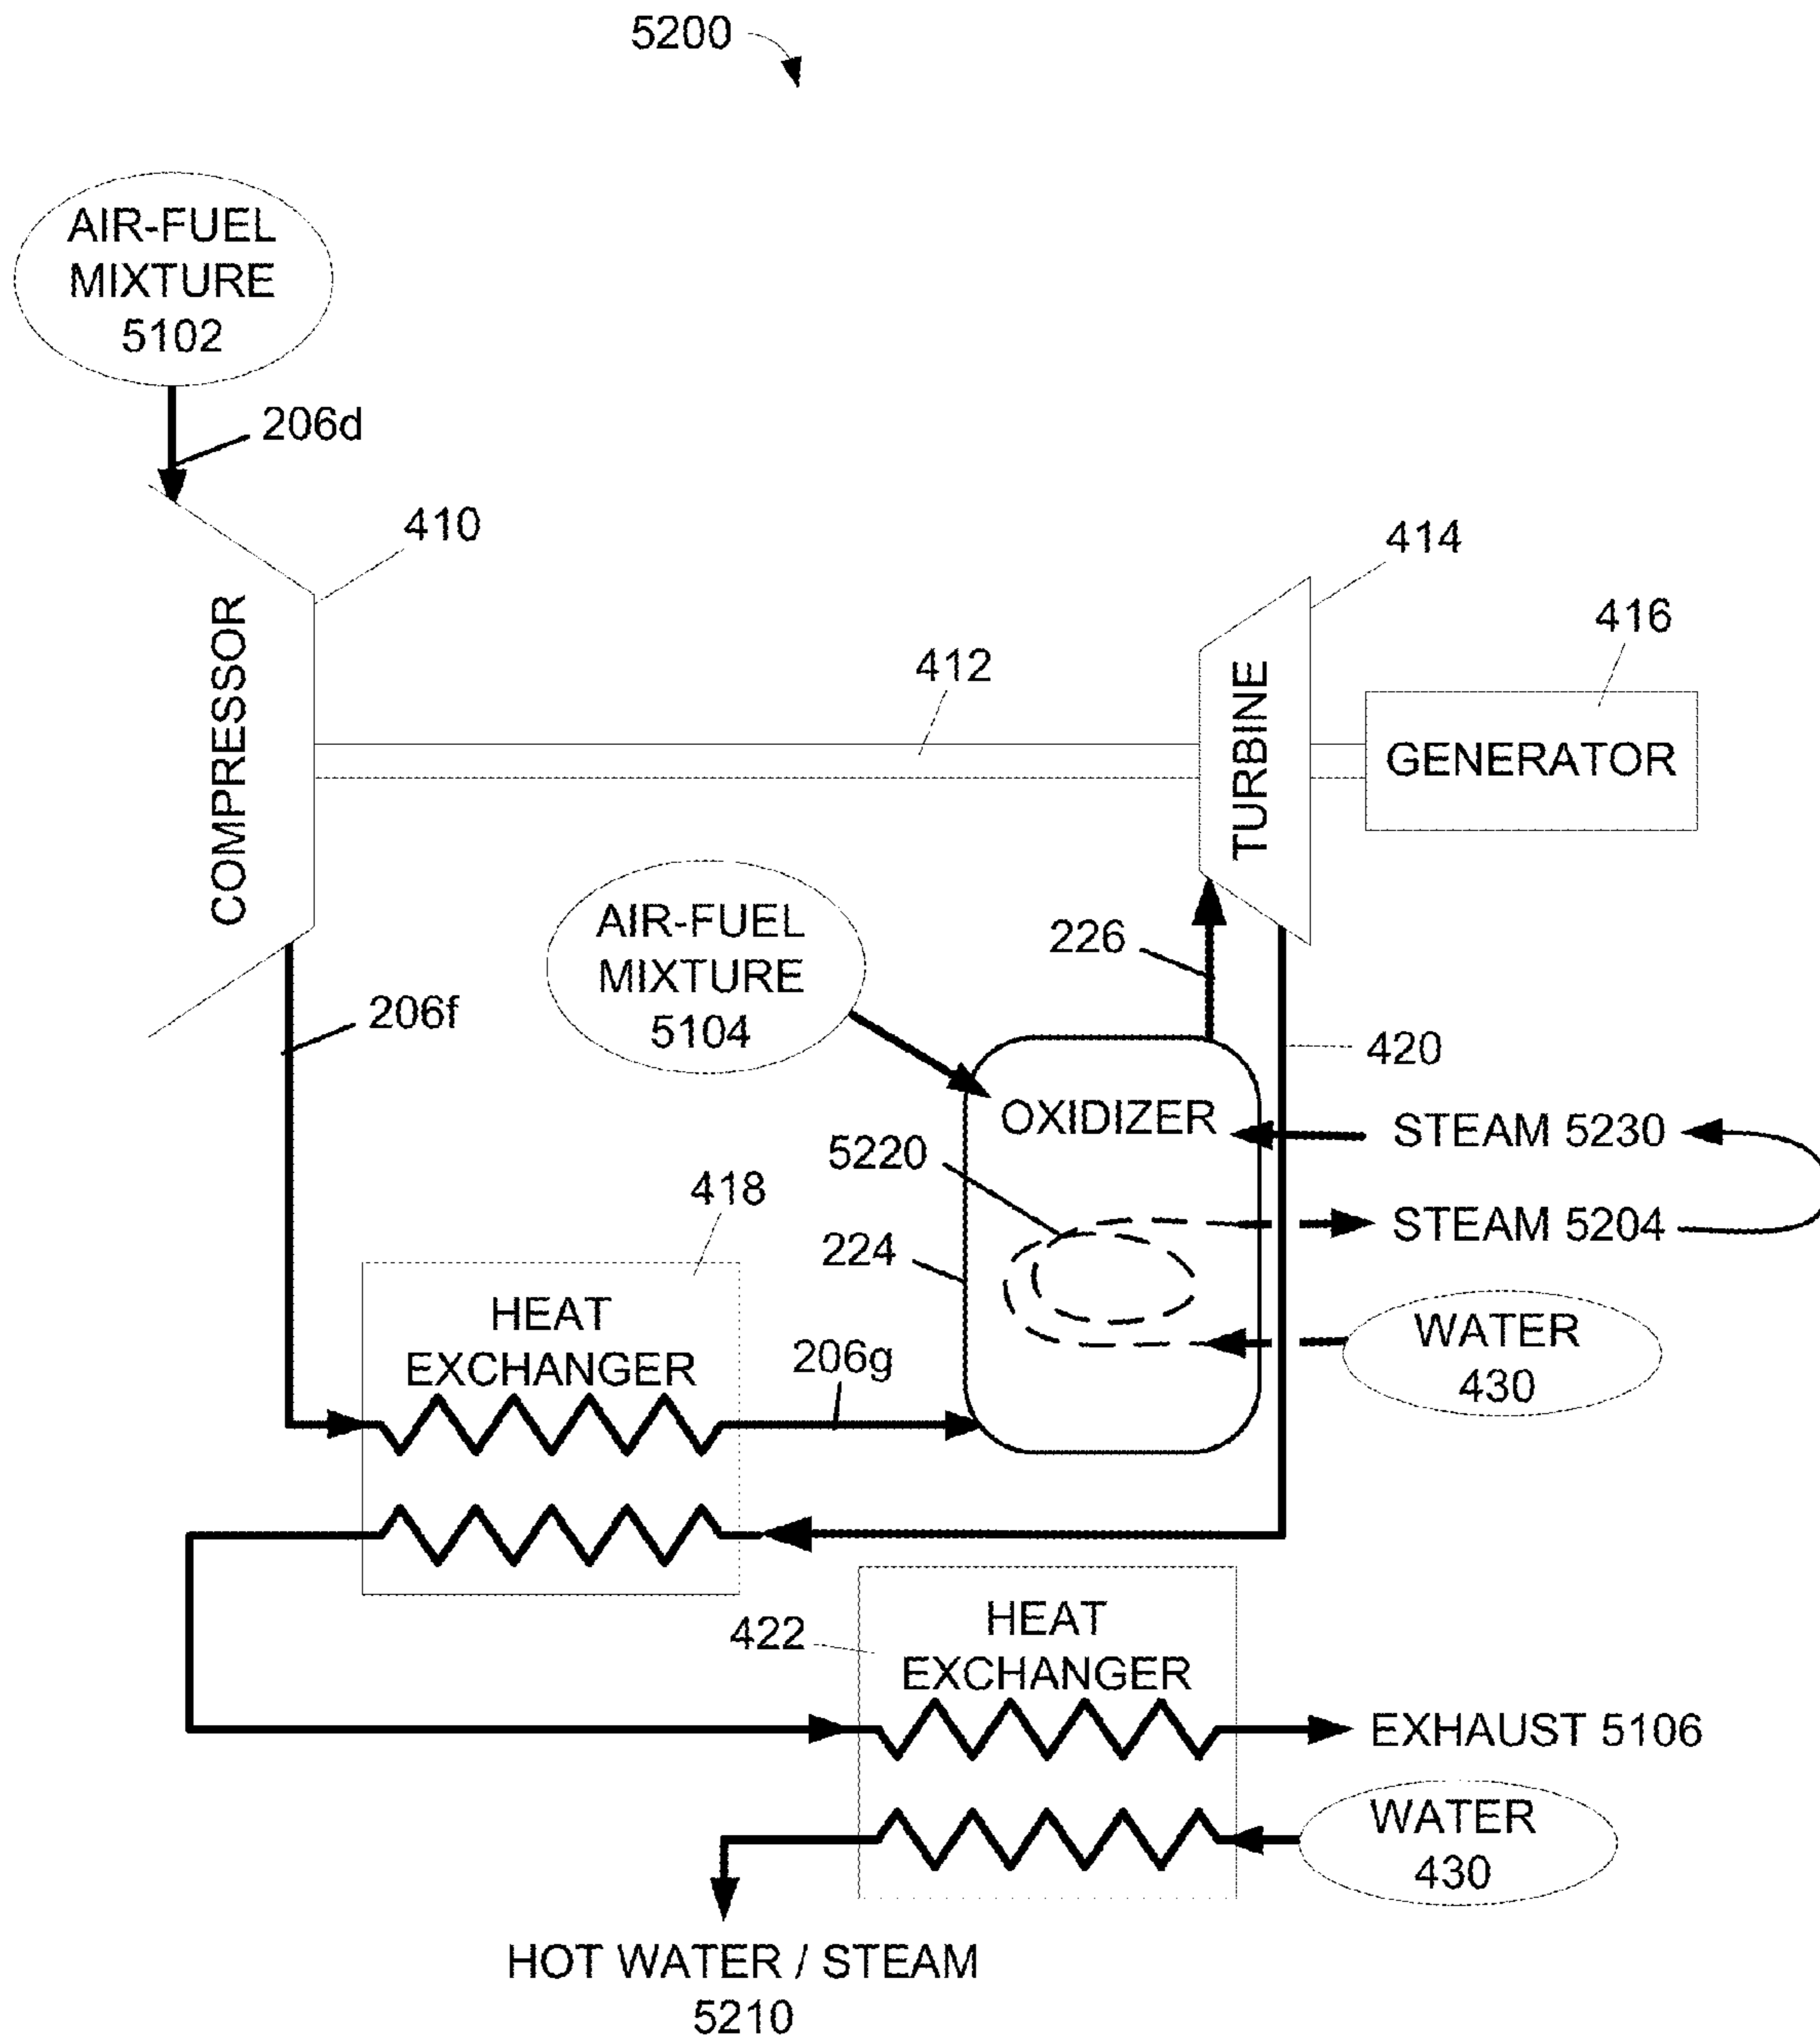 5200
AIR-FUEL
MIXTURE
5102
206d
410
414
416
412
COMPRESSOR
TURBINE
GENERATOR
AIR-FUEL
MIXTURE
5104
226
206f
420
OXIDIZER
STEAM 5230
5220
418
STEAM 5204
224
HEAT
EXCHANGER
WATER
430
206g
HEAT
EXCHANGER
422
EXHAUST 5106
WATER
430
HOT WATER / STEAM
5210